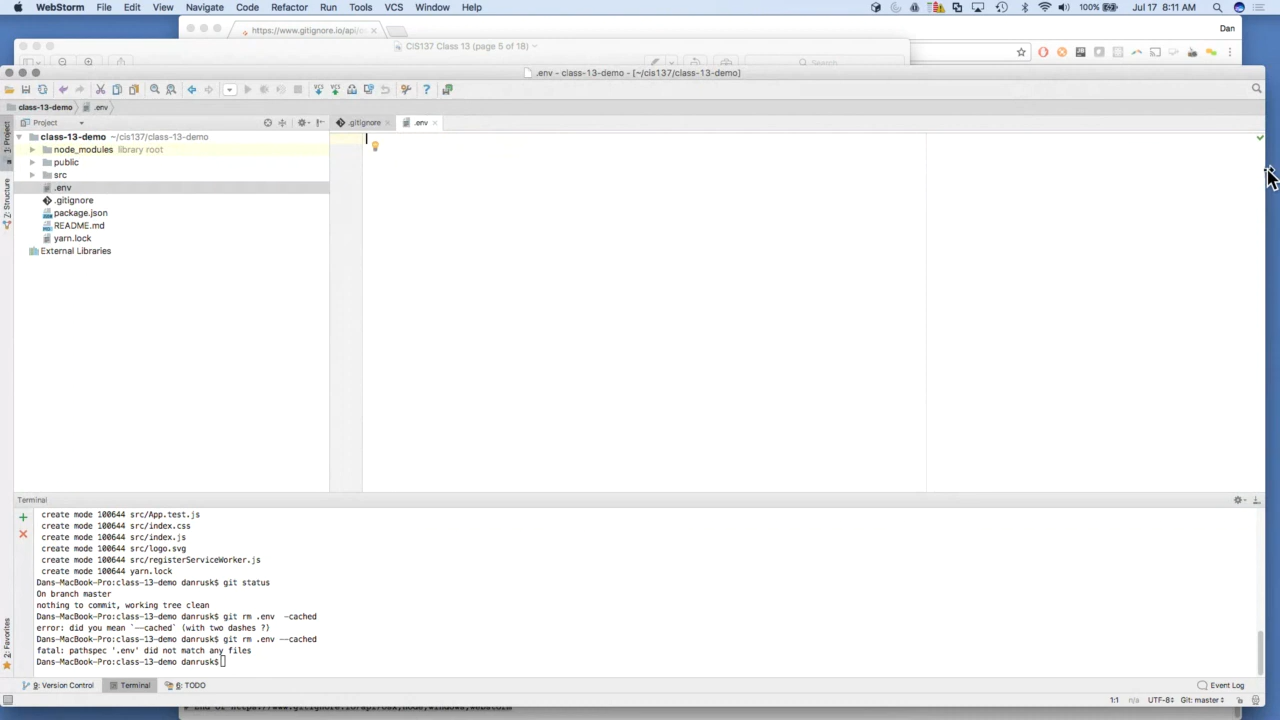 WebStorm File Edit View Navigate Code Refactor Run Tools VCS Window Help 100% Jul 17 8:11 AM
https://www.gitignore.io/api/ Dan
CIS137 Class 13 (page 5 of 18)
Search
.env - class-13-demo - [~/cis137/class-13-demo]
class-13-demo .env
Project .gitignore .env
1: Project
class-13-demo ~/cis137/class-13-demo
node_modules library root
public
src
.env
.gitignore
package.json
README.md
yarn.lock
External Libraries
Z: Structure
Terminal
create mode 100644 src/App.test.js
create mode 100644 src/index.css
create mode 100644 src/index.js
create mode 100644 src/logo.svg
create mode 100644 src/registerServiceWorker.js
create mode 100644 yarn.lock
Dans-MacBook-Pro:class-13-demo danrusk$ git status
On branch master
nothing to commit, working tree clean
Dans-MacBook-Pro:class-13-demo danrusk$ git rm .env -cached
error: did you mean `--cached` (with two dashes ?)
Dans-MacBook-Pro:class-13-demo danrusk$ git rm .env --cached
fatal: pathspec '.env' did not match any files
Dans-MacBook-Pro:class-13-demo danrusk$
2: Favorites
9: Version Control Terminal 6: TODO Event Log
1:1 n/a UTF-8 Git: master